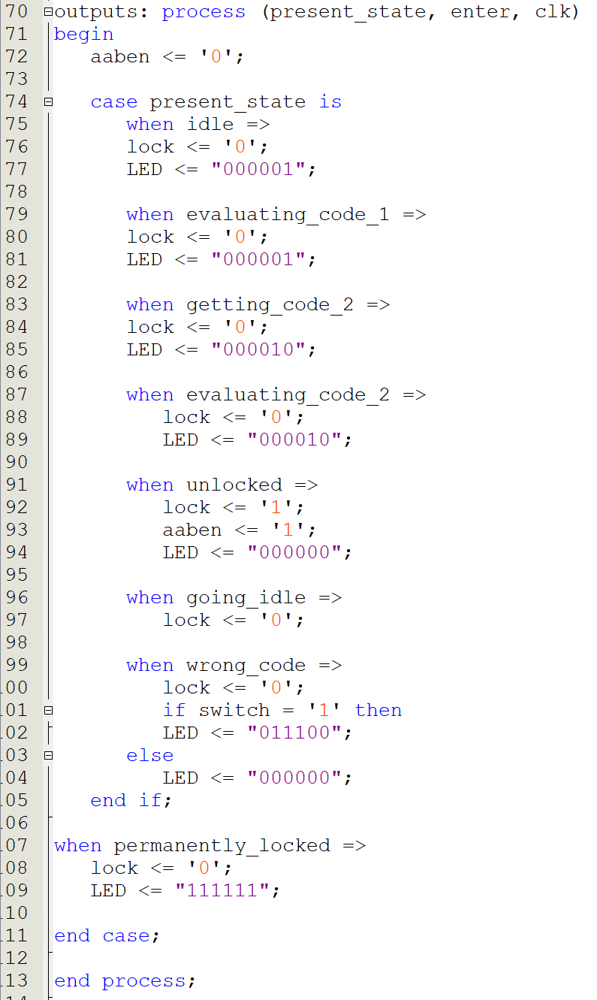 70 outputs: process (present_state, enter, clk)
71 begin
72 aaben <= '0';
73
74 case present_state is
75 when idle =>
76 lock <= '0';
77 LED <= "000001";
78
79 when evaluating_code_1 =>
80 lock <= '0';
81 LED <= "000001";
82
83 when getting_code_2 =>
84 lock <= '0';
85 LED <= "000010";
86
87 when evaluating_code_2 =>
88 lock <= '0';
89 LED <= "000010";
90
91 when unlocked =>
92 lock <= '1';
93 aaben <= '1';
94 LED <= "000000";
95
96 when going_idle =>
97 lock <= '0';
98
99 when wrong_code =>
00 lock <= '0';
01 if switch = '1' then
02 LED <= "011100";
03 else
04 LED <= "000000";
05 end if;
06
07 when permanently_locked =>
08 lock <= '0';
09 LED <= "111111";
10
11 end case;
12
13 end process;